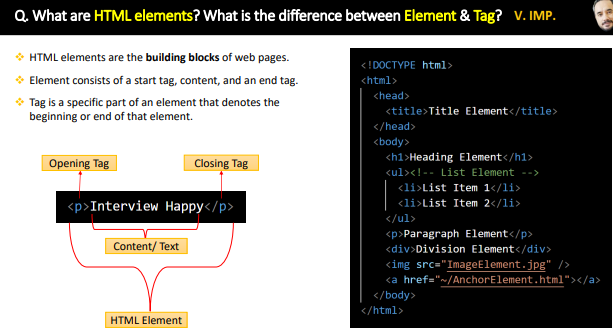 Q. What are HTML elements? What is the difference between Element & Tag? V. IMP.
HTML elements are the building blocks of web pages.
Element consists of a start tag, content, and an end tag.
Tag is a specific part of an element that denotes the
beginning or end of that element.
Opening Tag
Closing Tag
<p>Interview Happy</p>
Content/ Text
HTML Element
<!DOCTYPE html>
<html>
<head>
<title>Title Element</title>
</head>
<body>
<h1>Heading Element</h1>
<ul><!-- List Element -->
<li>List Item 1</li>
<li>List Item 2</li>
</ul>
<p>Paragraph Element</p>
<div>Division Element</div>
<img src="ImageElement.jpg" />
<a href="~/AnchorElement.html"></a>
</body>
</html>